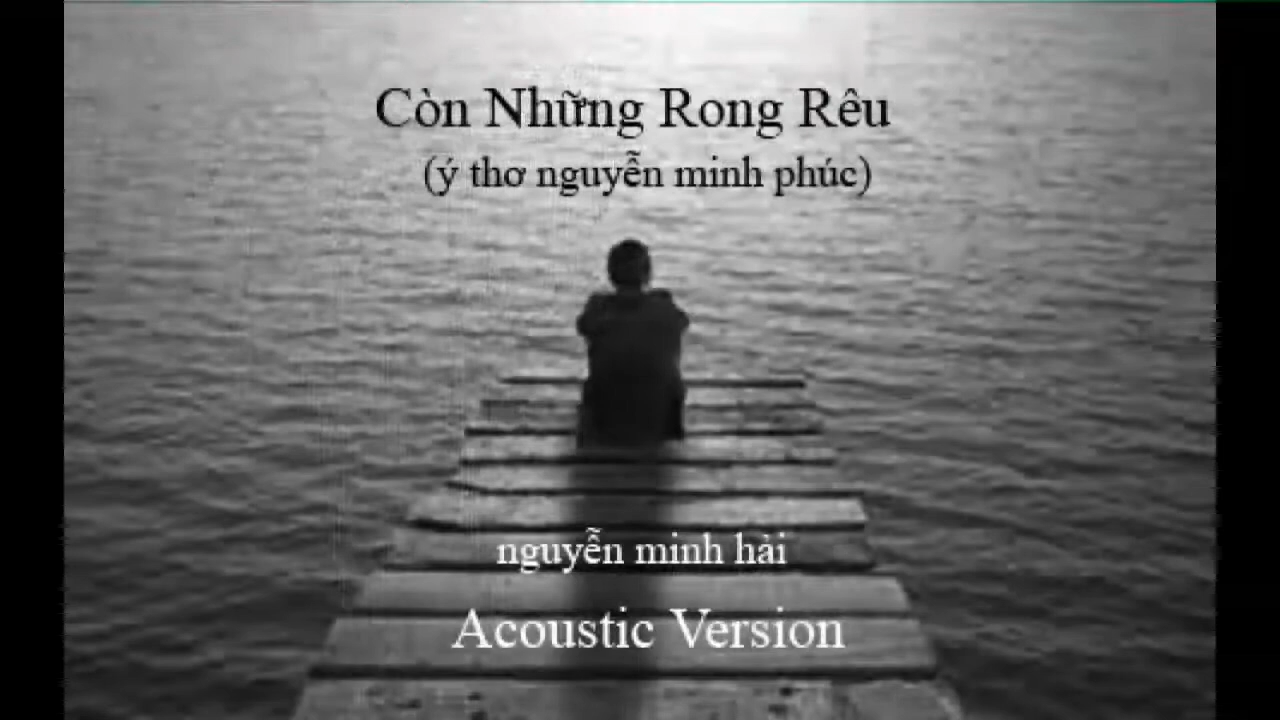 Còn Những Rong Rêu
(ý thơ nguyễn minh phúc)
nguyễn minh hải
Acoustic Version